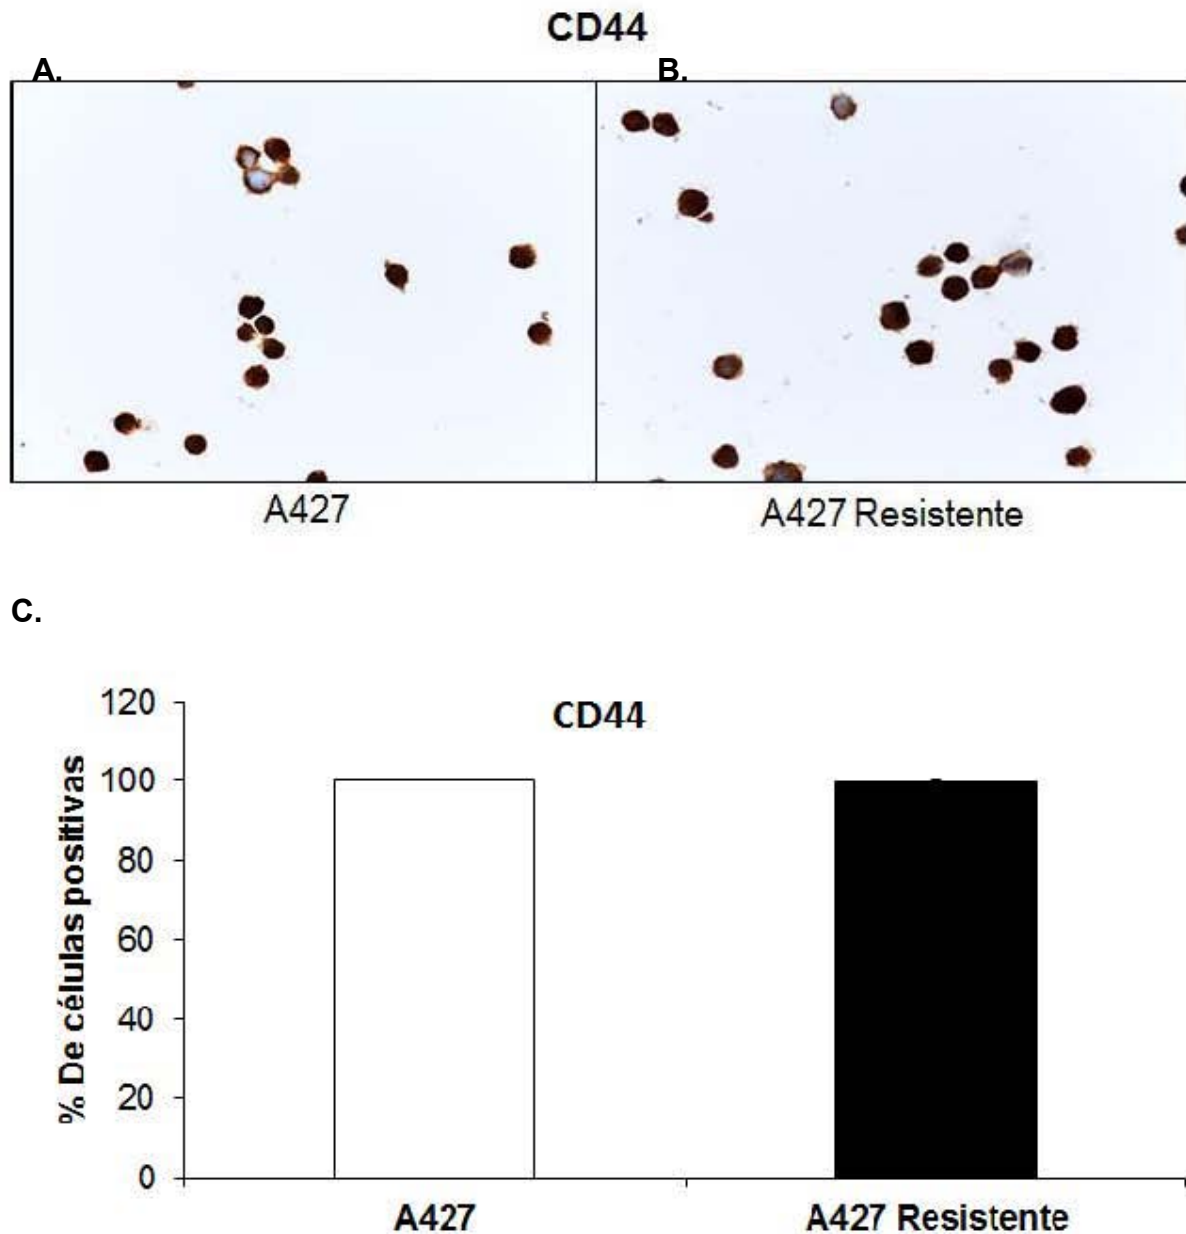 CD44
A.
B.
A427
A427 Resistente
C.
CD44
% De células positivas
120
100
80
60
40
20
0
A427
A427 Resistente